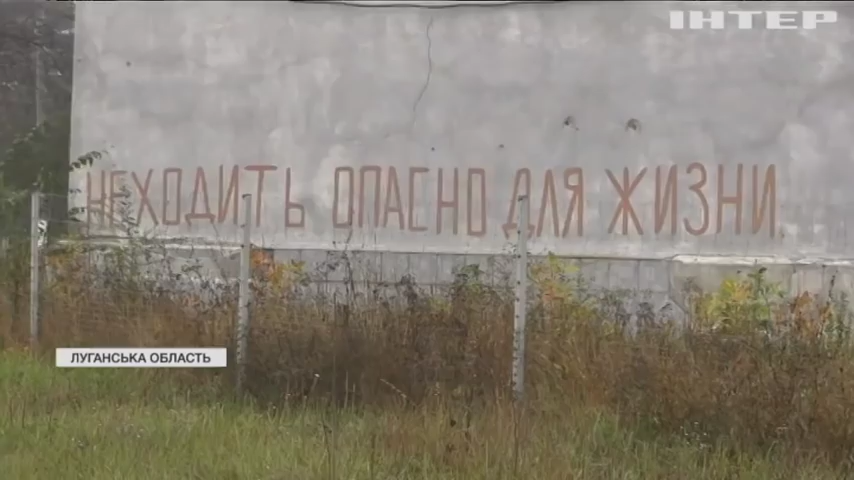 ІНТЕР
НЕХОДИТЬ ОПАСНО ДЛЯ ЖИЗНИ.
ЛУГАНСЬКА ОБЛАСТЬ